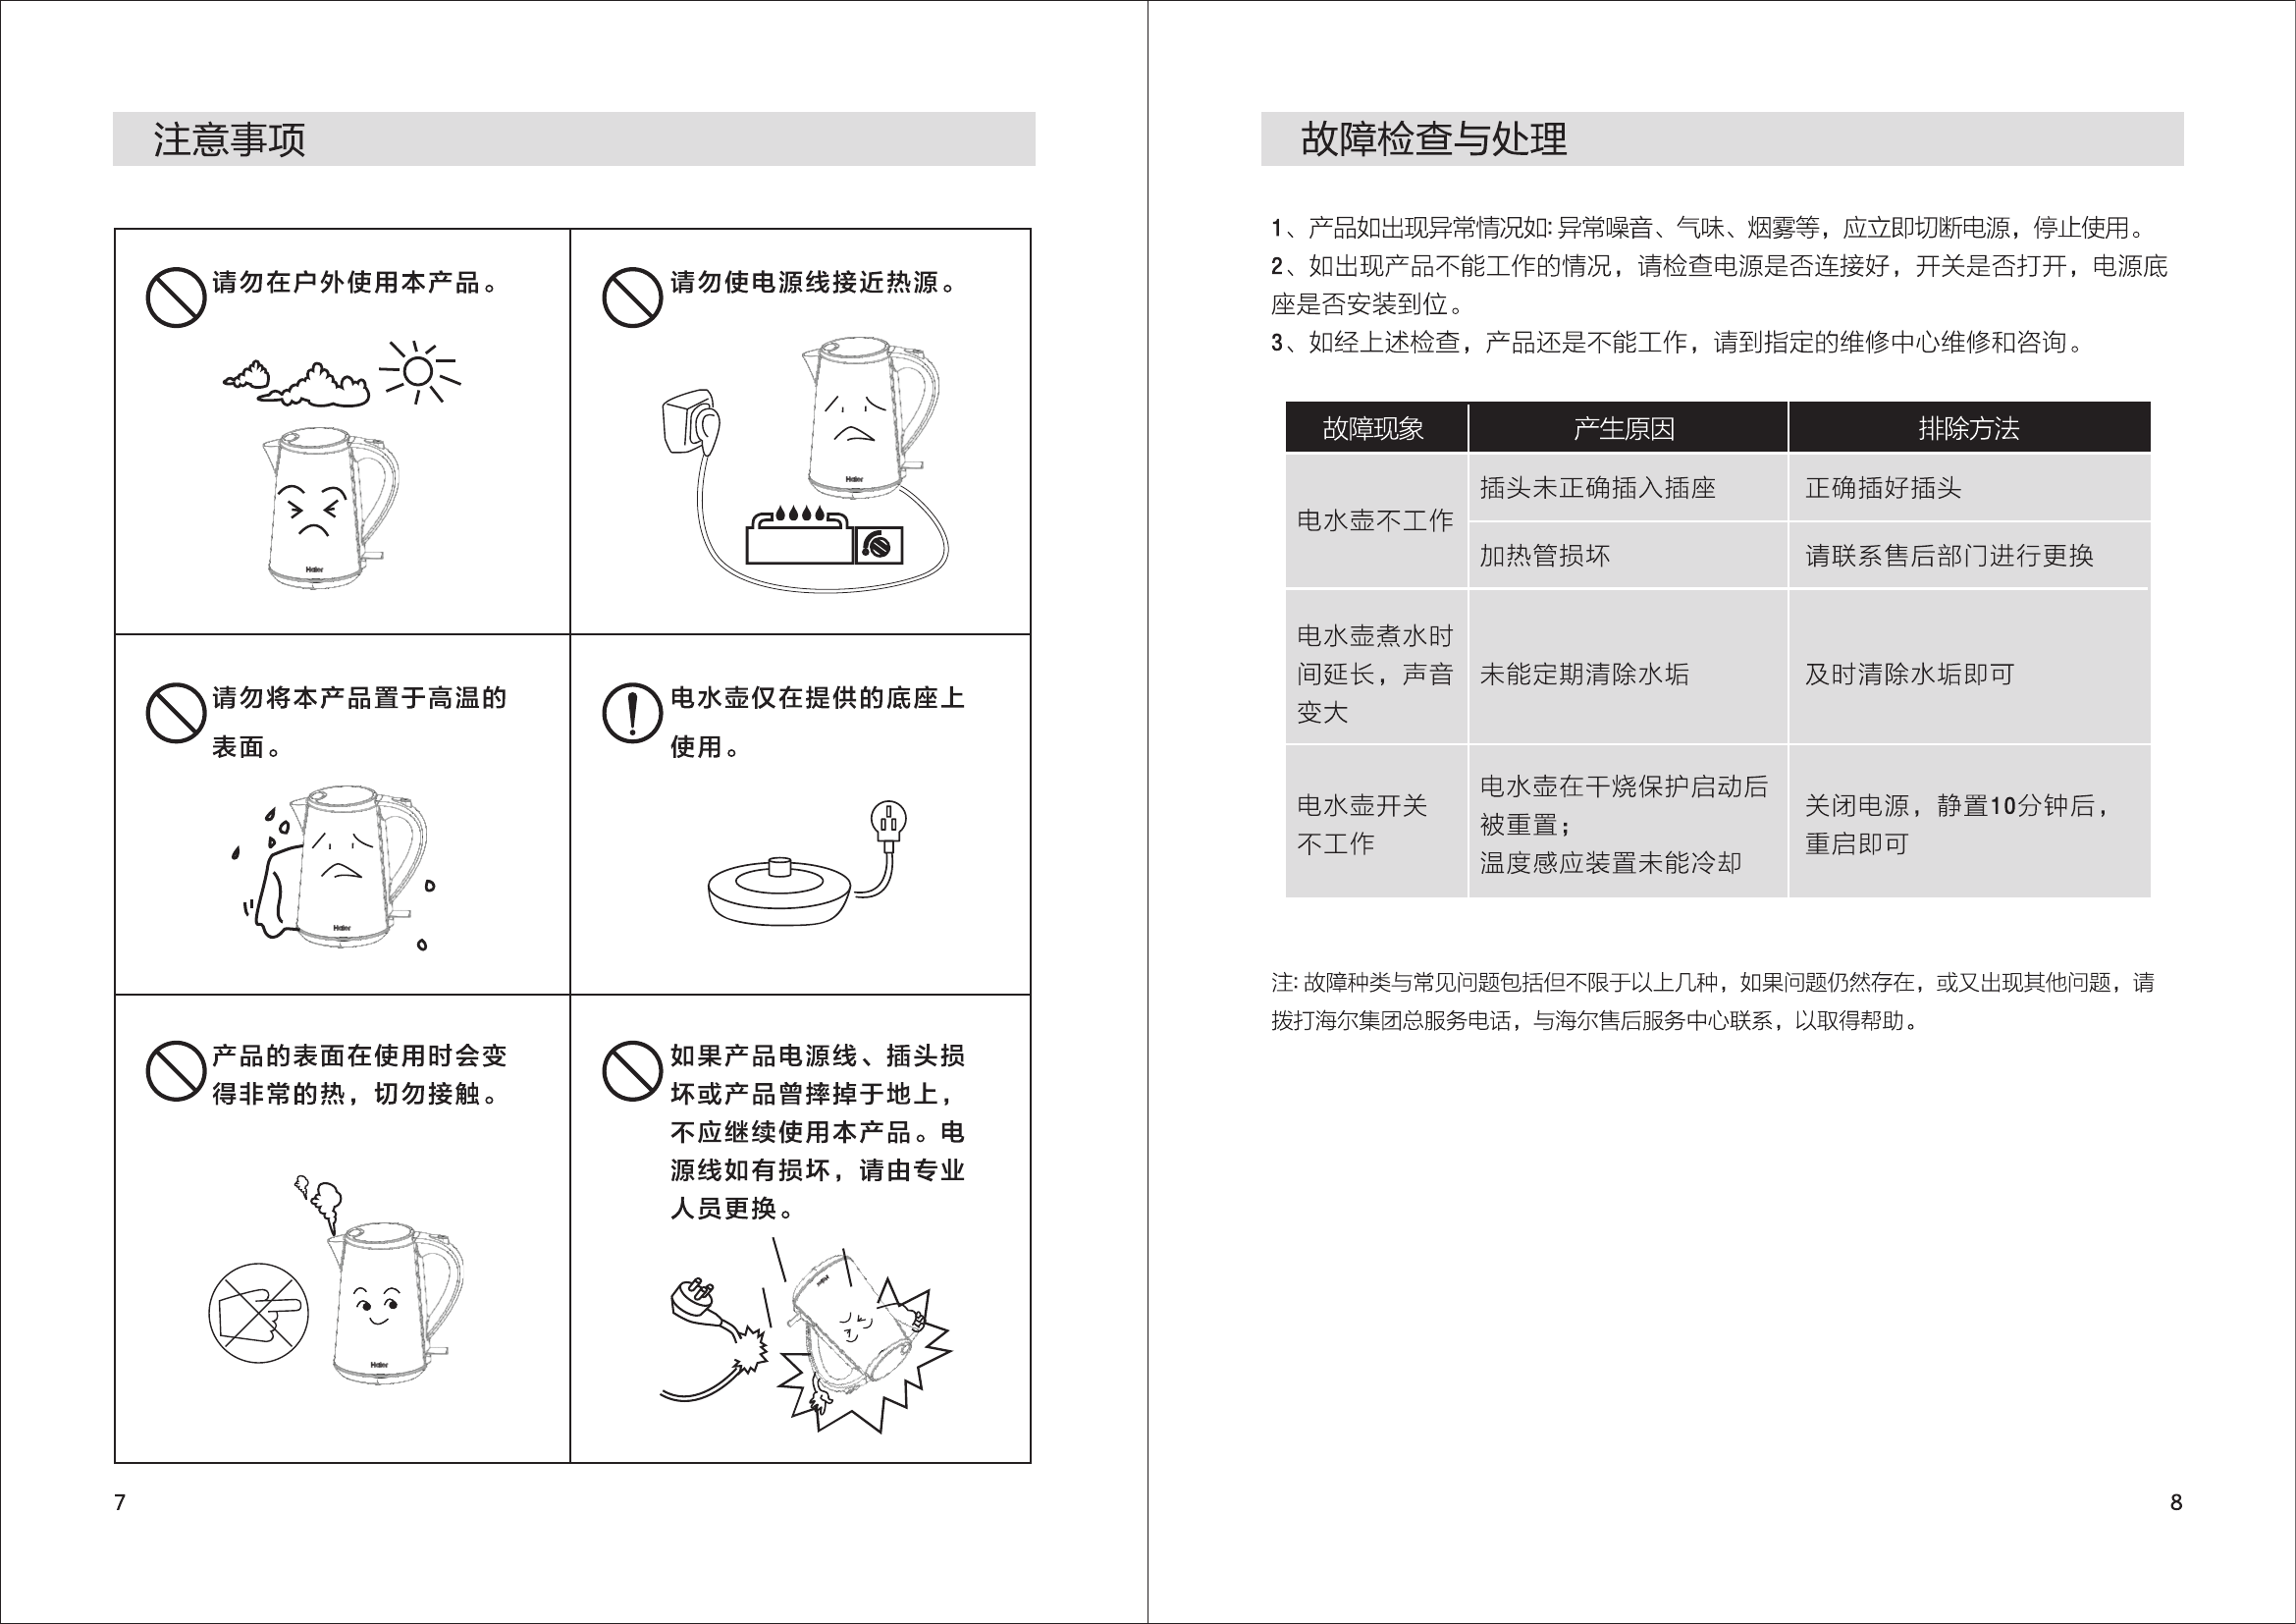 注意事项
请勿在户外使用本产品。
Haier
请勿使电源线接近热源。
Haier
请勿将本产品置于高温的
表面。
Haier
电水壶仅在提供的底座上
使用。
产品的表面在使用时会变
得非常的热，切勿接触。
Haier
如果产品电源线、插头损
坏或产品曾摔掉于地上，
不应继续使用本产品。电
源线如有损坏，请由专业
人员更换。
Haier
7
故障检查与处理
1、产品如出现异常情况如: 异常噪音、气味、烟雾等，应立即切断电源，停止使用。
2、如出现产品不能工作的情况，请检查电源是否连接好，开关是否打开，电源底
座是否安装到位。
3、如经上述检查，产品还是不能工作，请到指定的维修中心维修和咨询。
故障现象
产生原因
排除方法
电水壶不工作
插头未正确插入插座
正确插好插头
加热管损坏
请联系售后部门进行更换
电水壶煮水时
间延长，声音
变大
未能定期清除水垢
及时清除水垢即可
电水壶开关
不工作
电水壶在干烧保护启动后
被重置；
温度感应装置未能冷却
关闭电源，静置10分钟后，
重启即可
注: 故障种类与常见问题包括但不限于以上几种，如果问题仍然存在，或又出现其他问题，请
拨打海尔集团总服务电话，与海尔售后服务中心联系，以取得帮助。
8